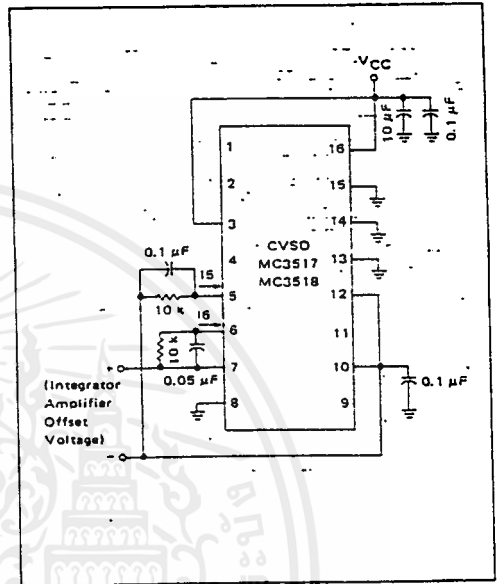 VCC
10 µF
0.1 µF
1
2
3
4
5
6
7
8
16
15
14
13
12
11
10
9
CVSD
MC3517
MC3518
0.1 µF
I5
10 k
I6
10 k
0.05 µF
0.1 µF
+
(Integrator
Amplifier
Offset
Voltage)
−